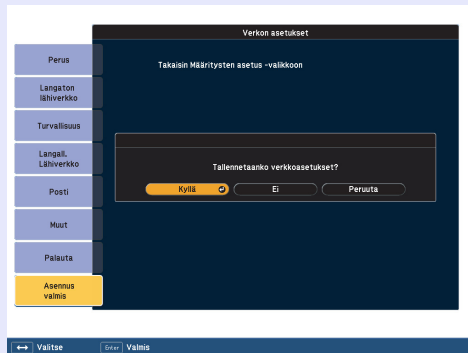 Verkon asetukset
Perus
Takaisin Määritysten asetus -valikkoon
Langaton
lähiverkko
Turvallisuus
Langall.
Lähiverkko
Tallennetaanko verkkoasetukset?
Kyllä
Ei
Peruuta
Posti
Muut
Palauta
Asennus
valmis
Valitse
Enter Valmis